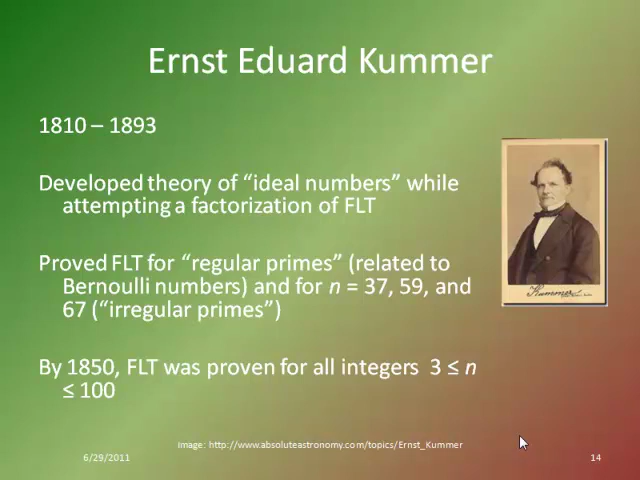 Ernst Eduard Kummer
1810 – 1893
Developed theory of “ideal numbers” while
attempting a factorization of FLT
Proved FLT for “regular primes” (related to
Bernoulli numbers) and for n = 37, 59, and
67 (“irregular primes”)
By 1850, FLT was proven for all integers 3 ≤ n
≤ 100
Kummer
image: http://www.absoluteastronomy.com/topics/Ernst_Kummer
6/29/2011
14